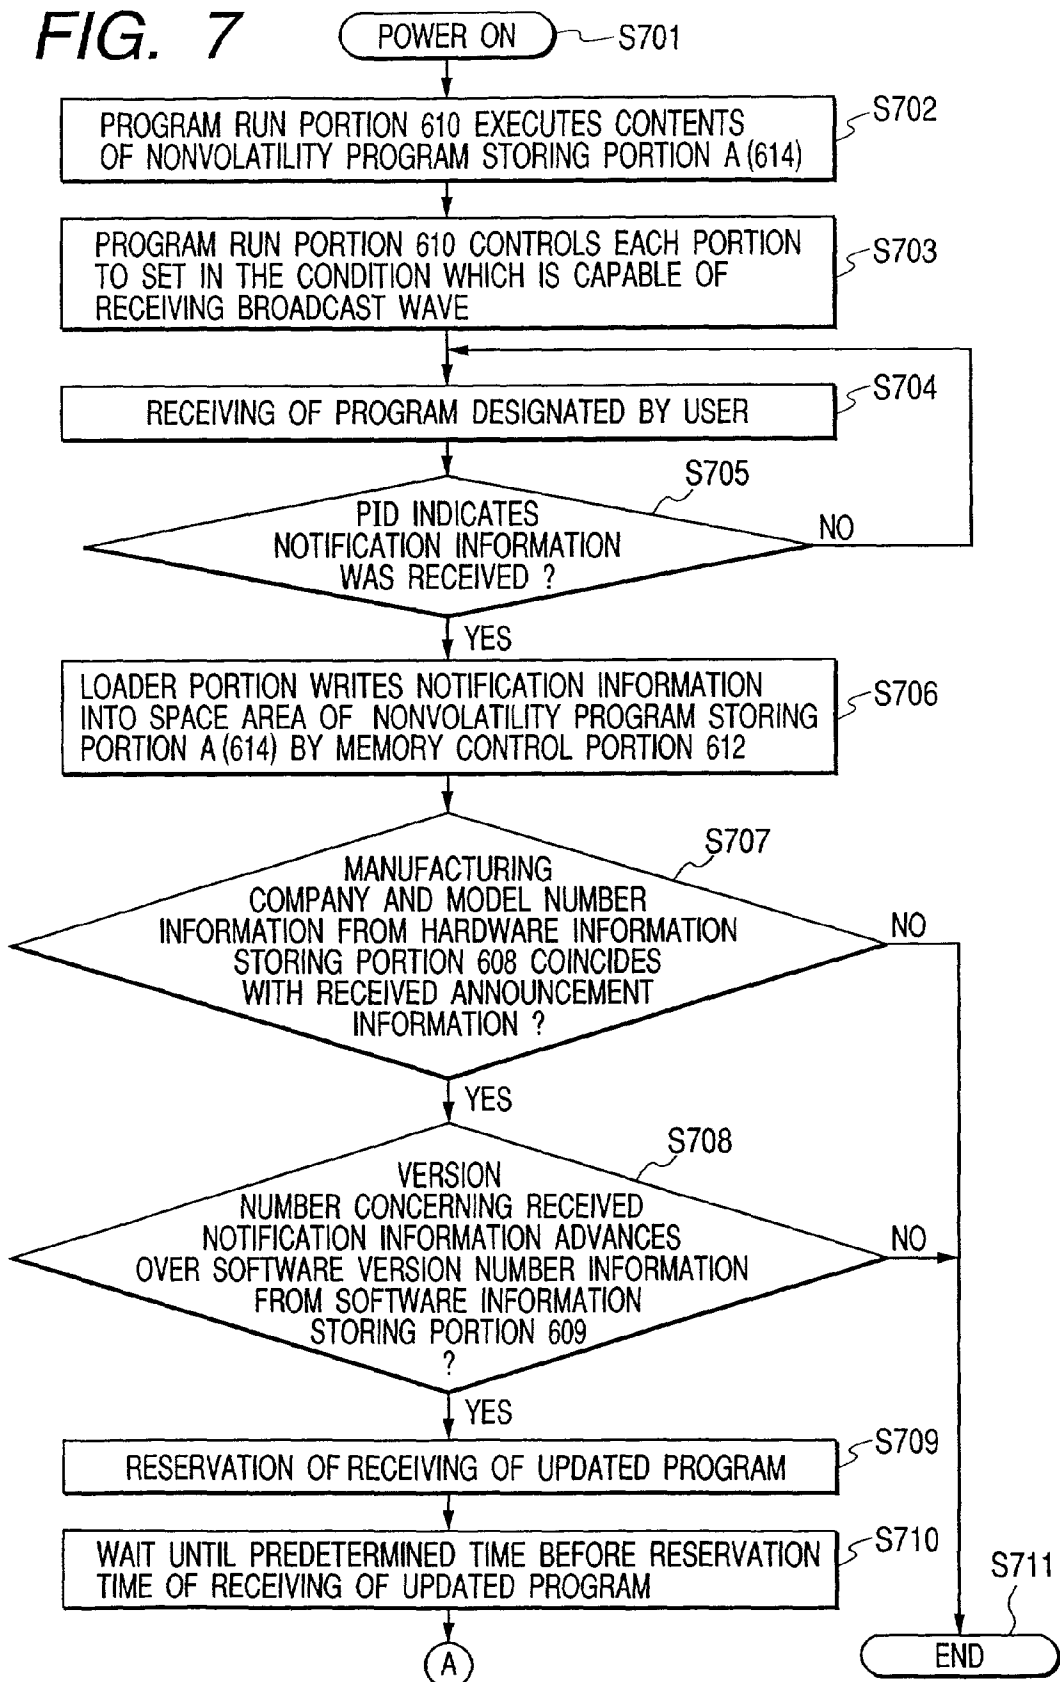 FIG. 7
POWER ON
S701
S702
PROGRAM RUN PORTION 610 EXECUTES CONTENTS
OF NONVOLATILITY PROGRAM STORING PORTION A (614)
S703
PROGRAM RUN PORTION 610 CONTROLS EACH PORTION
TO SET IN THE CONDITION WHICH IS CAPABLE OF
RECEIVING BROADCAST WAVE
S704
RECEIVING OF PROGRAM DESIGNATED BY USER
S705
PID INDICATES
NOTIFICATION INFORMATION
WAS RECEIVED ?
NO
YES
S706
LOADER PORTION WRITES NOTIFICATION INFORMATION
INTO SPACE AREA OF NONVOLATILITY PROGRAM STORING
PORTION A (614) BY MEMORY CONTROL PORTION 612
S707
MANUFACTURING
COMPANY AND MODEL NUMBER
INFORMATION FROM HARDWARE INFORMATION
STORING PORTION 608 COINCIDES
WITH RECEIVED ANNOUNCEMENT
INFORMATION ?
NO
YES
S708
VERSION
NUMBER CONCERNING RECEIVED
NOTIFICATION INFORMATION ADVANCES
OVER SOFTWARE VERSION NUMBER INFORMATION
FROM SOFTWARE INFORMATION
STORING PORTION 609
?
NO
YES
S709
RESERVATION OF RECEIVING OF UPDATED PROGRAM
S710
WAIT UNTIL PREDETERMINED TIME BEFORE RESERVATION
TIME OF RECEIVING OF UPDATED PROGRAM
S711
A
END